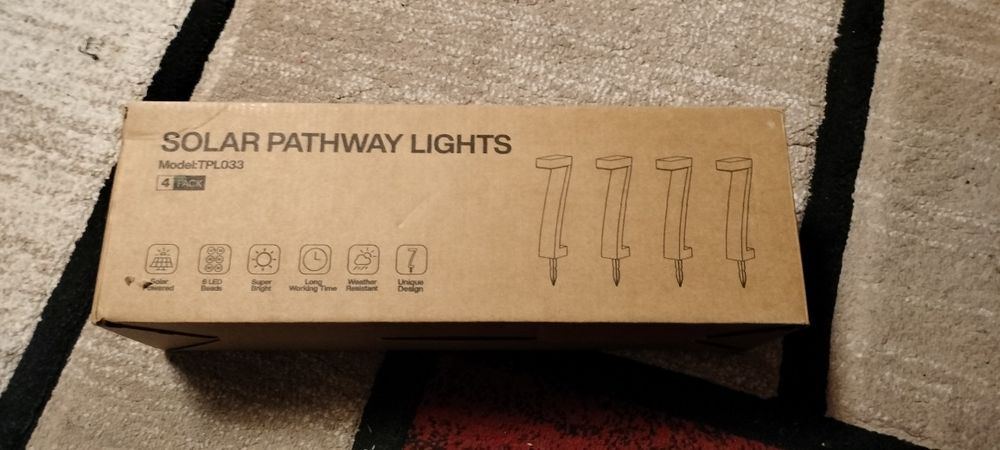 SOLAR PATHWAY LIGHTS
Model:TPL033
4 PACK
Solar
Powered
6 LED
Beads
Super
Bright
Long
Working Time
Weather
Resistant
Unique
Design